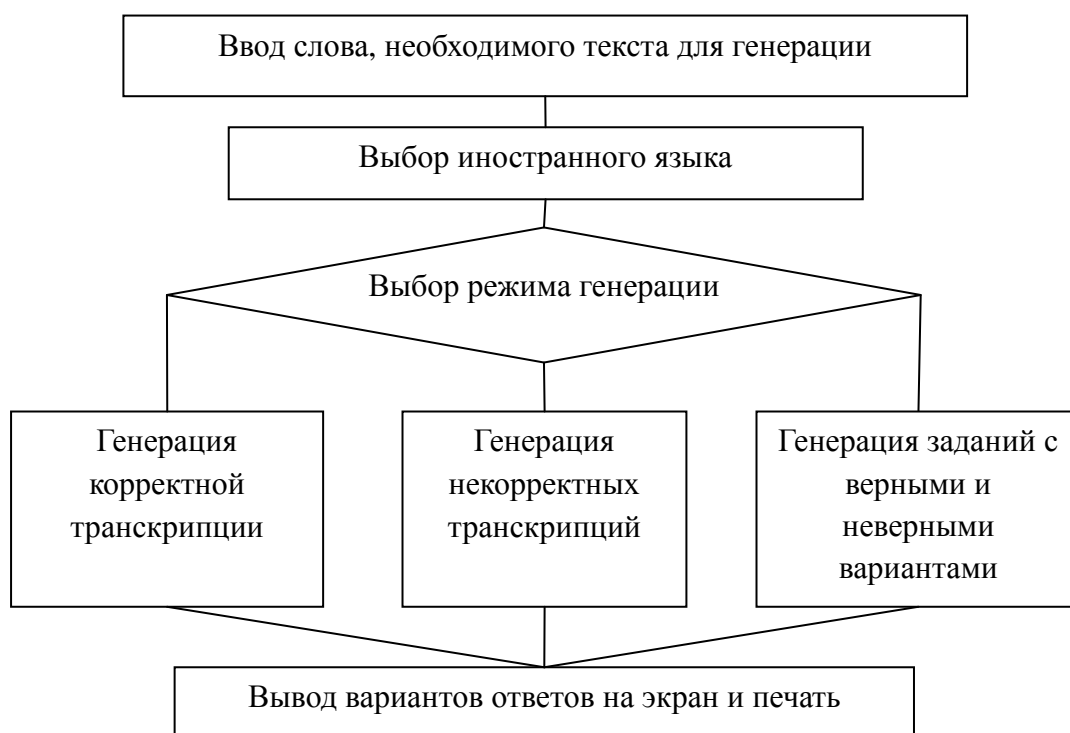 Ввод слова, необходимого текста для генерации
Выбор иностранного языка
Выбор режима генерации
Генерация
корректной
транскрипции
Генерация
некорректных
транскрипций
Генерация заданий с
верными и
неверными
вариантами
Вывод вариантов ответов на экран и печать